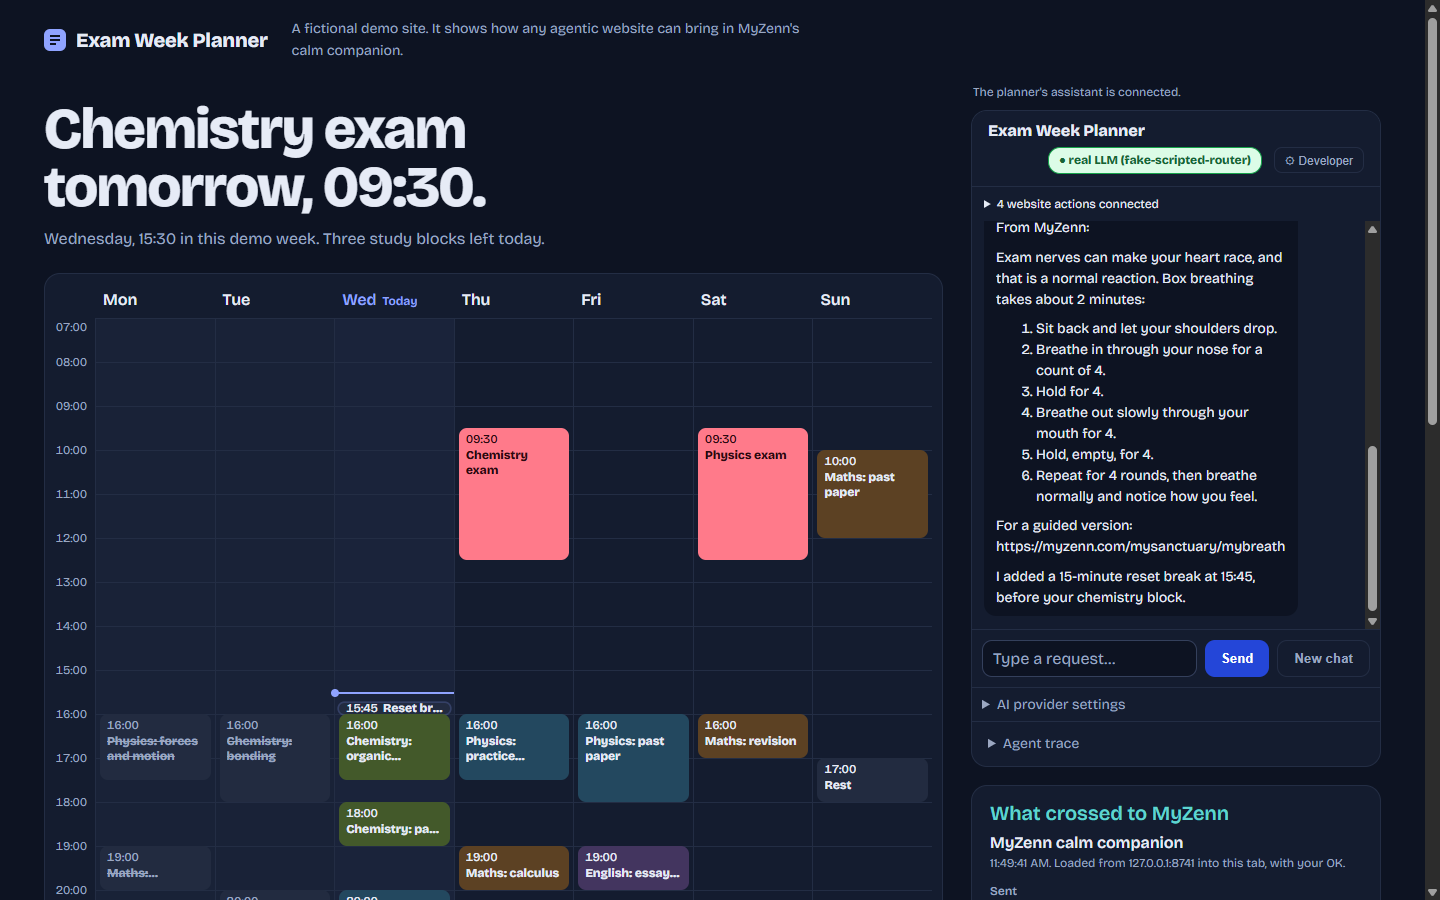 Exam Week Planner
A fictional demo site. It shows how any agentic website can bring in MyZenn's
calm companion.
Chemistry exam
tomorrow, 09:30.
Wednesday, 15:30 in this demo week. Three study blocks left today.
Mon Tue Wed Today Thu Fri Sat Sun
07:00
08:00
09:00
10:00
11:00
12:00
13:00
14:00
15:00
16:00
17:00
18:00
19:00
20:00
16:00
Physics: forces
and motion
19:00
Maths:...
16:00
Chemistry:
bonding
15:45 Reset br...
16:00
Chemistry:
organic...
18:00
Chemistry: pa...
09:30
Chemistry
exam
16:00
Physics:
practice...
19:00
Maths: calculus
16:00
Physics: past
paper
19:00
English: essay...
09:30
Physics exam
16:00
Maths: revision
10:00
Maths: past
paper
17:00
Rest
The planner's assistant is connected.
Exam Week Planner
● real LLM (fake-scripted-router)
⚙ Developer
▶ 4 website actions connected
From MyZenn:
Exam nerves can make your heart race, and
that is a normal reaction. Box breathing
takes about 2 minutes:
1. Sit back and let your shoulders drop.
2. Breathe in through your nose for a
count of 4.
3. Hold for 4.
4. Breathe out slowly through your
mouth for 4.
5. Hold, empty, for 4.
6. Repeat for 4 rounds, then breathe
normally and notice how you feel.
For a guided version:
https://myzenn.com/mysanctuary/mybreath
I added a 15-minute reset break at 15:45,
before your chemistry block.
Type a request...
Send
New chat
▶ AI provider settings
▶ Agent trace
What crossed to MyZenn
MyZenn calm companion
11:49:41 AM. Loaded from 127.0.0.1:8741 into this tab, with your OK.
Sent